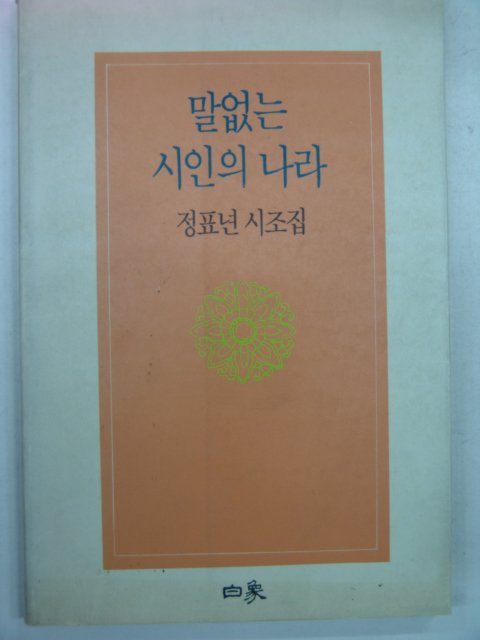 말없는
시인의 나라
정표년 시조집
白象